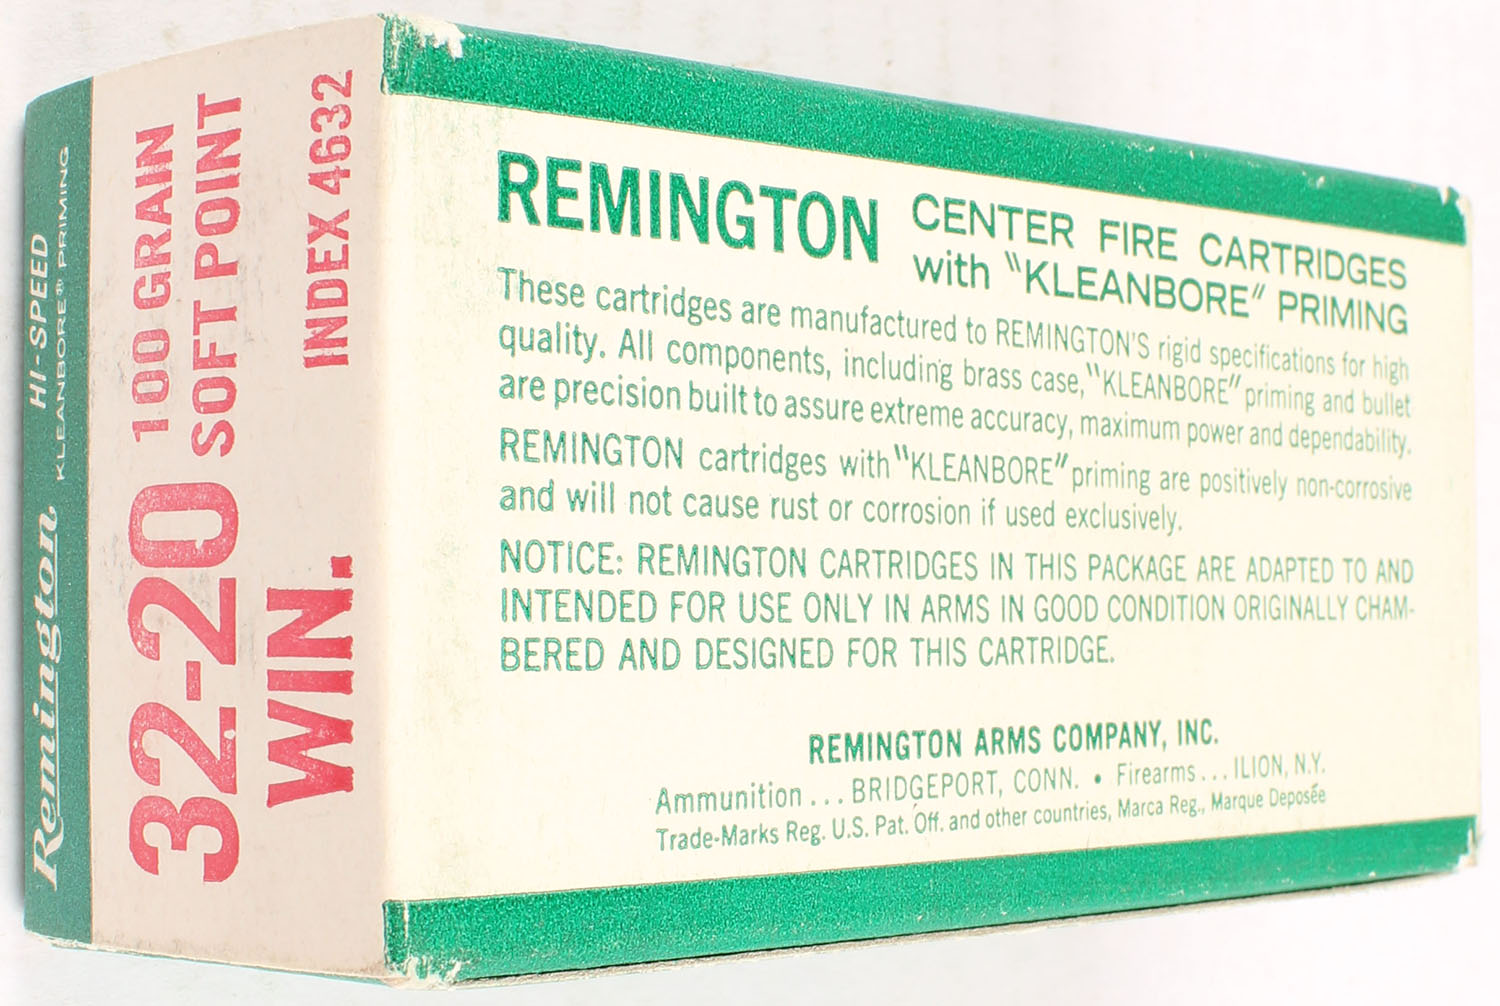 Remington
HI-SPEED
KLEANBORE® PRIMING
32-20
WIN.
100 GRAIN
SOFT POINT
INDEX 4632
REMINGTON
CENTER FIRE CARTRIDGES
with "KLEANBORE" PRIMING
These cartridges are manufactured to REMINGTON'S rigid specifications for high
quality. All components, including brass case, "KLEANBORE" priming and bullet
are precision built to assure extreme accuracy, maximum power and dependability.
REMINGTON cartridges with "KLEANBORE" priming are positively non-corrosive
and will not cause rust or corrosion if used exclusively.
NOTICE: REMINGTON CARTRIDGES IN THIS PACKAGE ARE ADAPTED TO AND
INTENDED FOR USE ONLY IN ARMS IN GOOD CONDITION ORIGINALLY CHAM-
BERED AND DESIGNED FOR THIS CARTRIDGE.
REMINGTON ARMS COMPANY, INC.
Ammunition ... BRIDGEPORT, CONN. • Firearms ... ILION, N.Y.
Trade-Marks Reg. U.S. Pat. Off. and other countries, Marca Reg., Marque Deposée